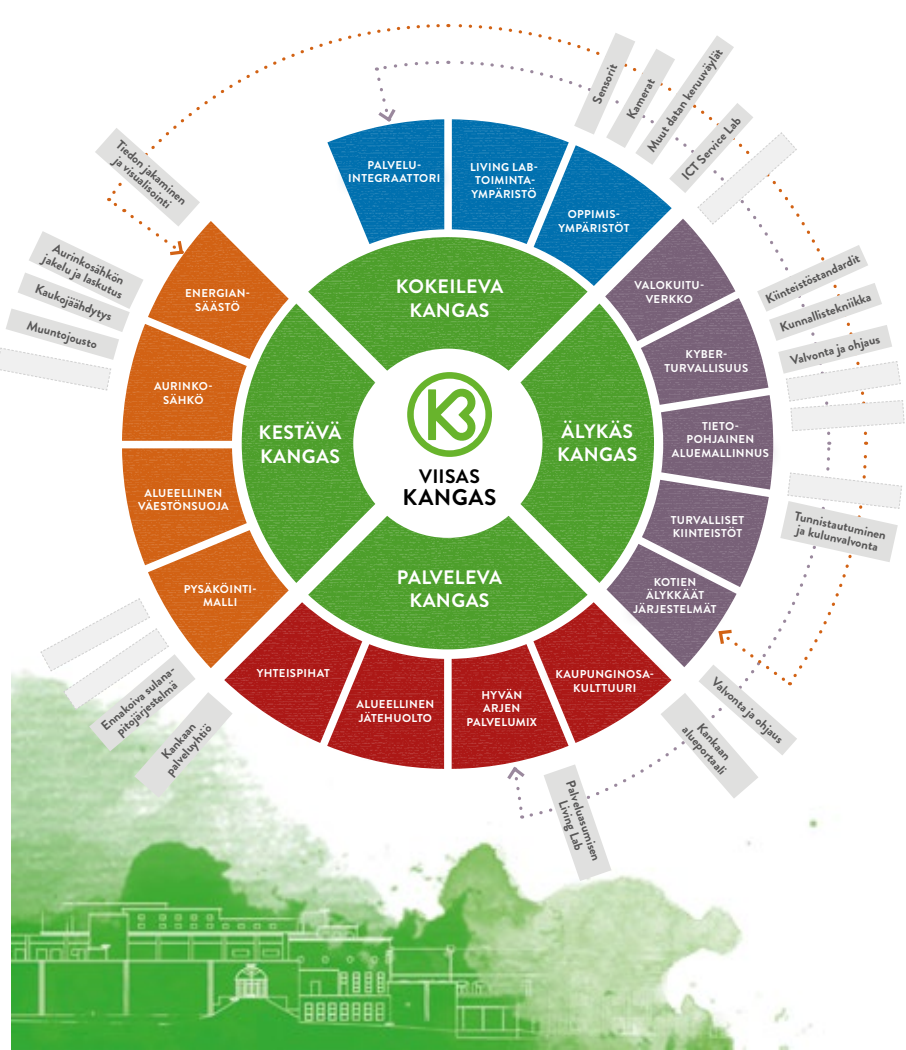 Sensorit
Kamerat
Muut datan keruuväylät
ICT Service Lab
Tiedon jakaminen
ja visualisointi
PALVELU-
INTEGRAATTORI
LIVING LAB-
TOIMINTA-
YMPÄRISTÖ
OPPIMIS-
YMPÄRISTÖT
Aurinkosähkön
jakelu ja laskutus
Kaukojäähdytys
Muuntojousto
ENERGIAN-
SÄÄSTÖ
AURINKO-
SÄHKÖ
ALUEELLINEN
VÄESTÖNSUOJA
PYSÄKÖINTI-
MALLI
KOKEILEVA
KANGAS
KESTÄVÄ
KANGAS
VIISAS
KANGAS
ÄLYKÄS
KANGAS
PALVELEVA
KANGAS
VALOKUITU-
VERKKO
KYBER-
TURVALLISUUS
TIETO-
POHJAINEN
ALUEMALLINNUS
TURVALLISET
KIINTEISTÖT
KOTIEN
ÄLYKKÄÄT
JÄRJESTELMÄT
Kiinteistöstandardit
Kunnallistekniikka
Valvonta ja ohjaus
Tunnistautuminen
ja kulunvalvonta
YHTEISPIHAT
ALUEELLINEN
JÄTEHUOLTO
HYVÄN
ARJEN
PALVELUMIX
KAUPUNGINOSA-
KULTTUURI
Ennakoiva sulana-
pitojärjestelmä
Kankaan
palveluyhtiö
Valvonta ja ohjaus
Kankaan
alueportaali
Palveluasumisen
Living Lab